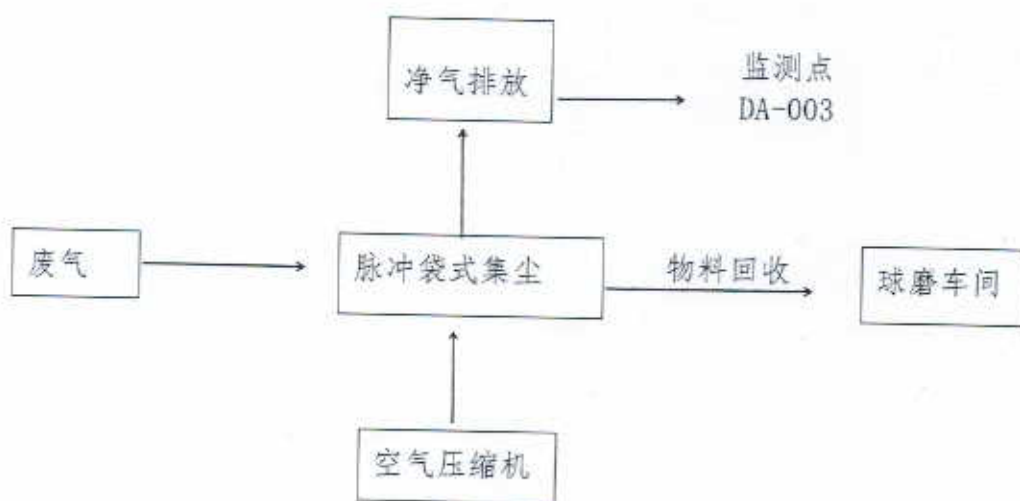 净气排放
监测点
DA-003
废气
脉冲袋式集尘
物料回收
球磨车间
空气压缩机